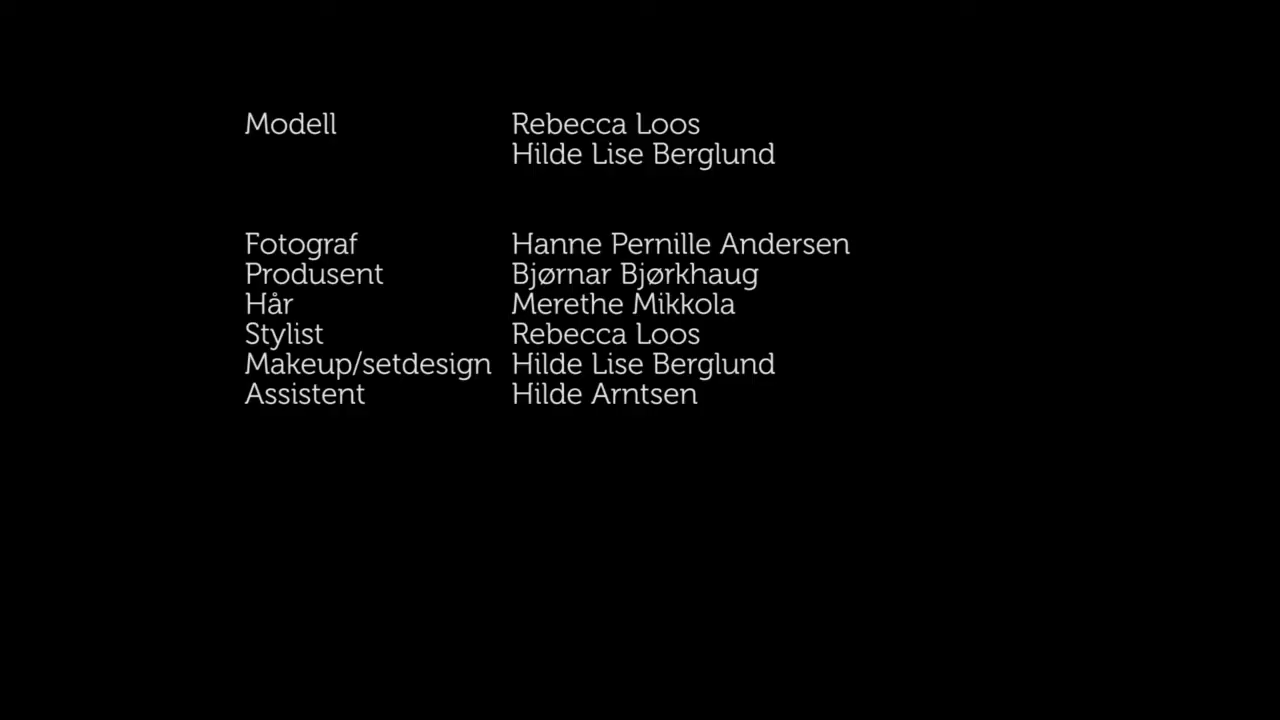 Modell Rebecca Loos
Hilde Lise Berglund
Fotograf Hanne Pernille Andersen
Produsent Bjørnar Bjørkhaug
Hår Merethe Mikkola
Stylist Rebecca Loos
Makeup/setdesign Hilde Lise Berglund
Assistent Hilde Arntsen